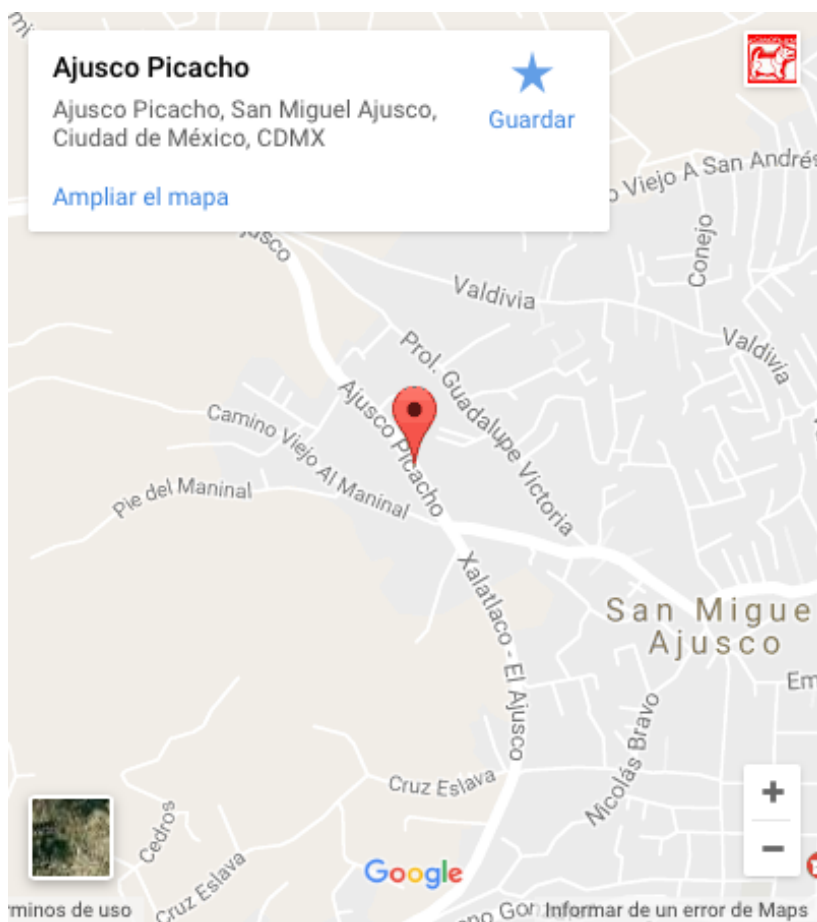 Ajusco Picacho
Ajusco Picacho, San Miguel Ajusco,
Ciudad de México, CDMX
Guardar
Ampliar el mapa
o Viejo A San Andrés
Conejo
Valdivia
Valdivia
Prol. Guadalupe Victoria
Ajusco Picacho
Camino Viejo Al Maninal
Pie del Maninal
Xalatlaco - El Ajusco
San Migue
Ajusco
Em
Nicolás Bravo
Cruz Eslava
Cedros
Cruz Eslava
Google
rminos de uso
Informar de un error de Maps